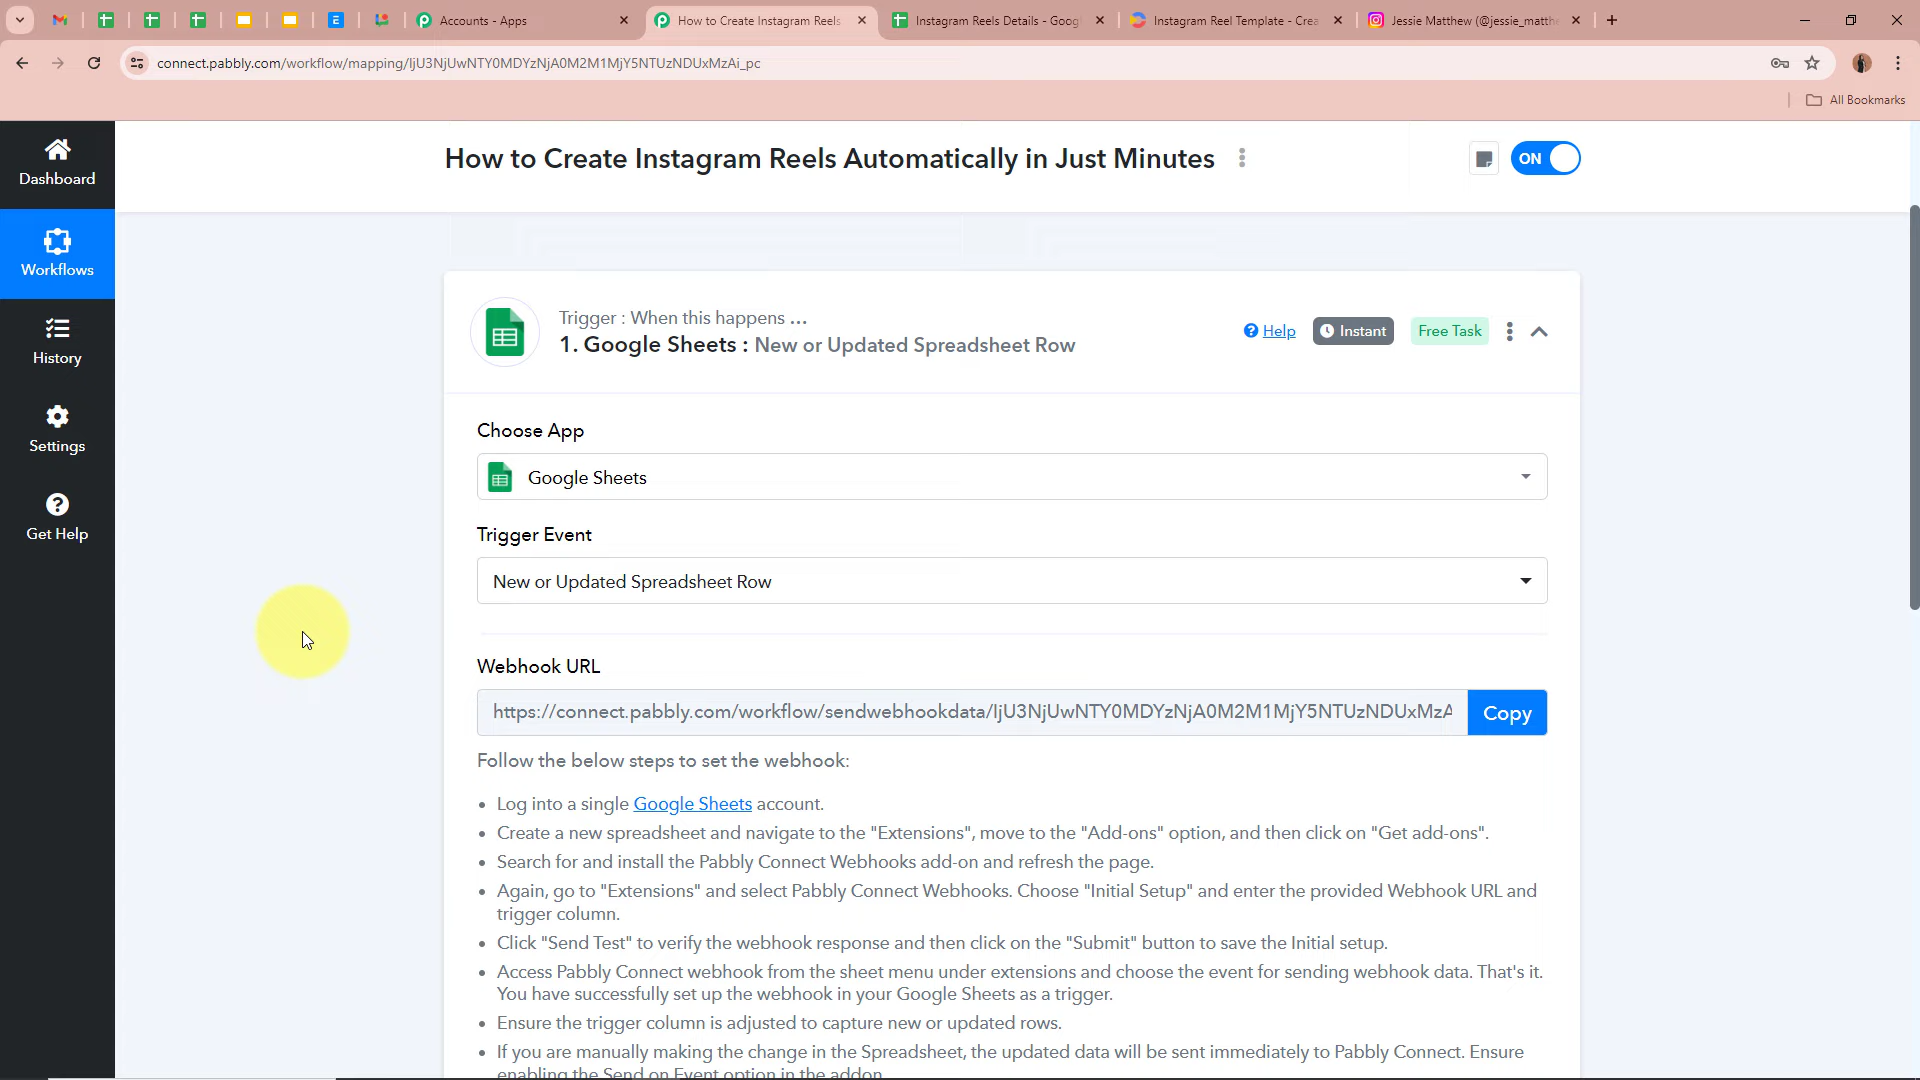 Accounts - Apps
How to Create Instagram Reels
Instagram Reels Details - Goog
Instagram Reel Template - Crea
Jessie Matthew (@jessie_matth
connect.pabbly.com/workflow/mapping/IjU3NjUwNTY0MDYzNjA0M2M1MjY5NTUzNDUxMzAi_pc
All Bookmarks
Dashboard
Workflows
History
Settings
Get Help
How to Create Instagram Reels Automatically in Just Minutes
ON
Trigger : When this happens ...
1. Google Sheets : New or Updated Spreadsheet Row
Help
Instant
Free Task
Choose App
Google Sheets
Trigger Event
New or Updated Spreadsheet Row
Webhook URL
https://connect.pabbly.com/workflow/sendwebhookdata/IjU3NjUwNTY0MDYzNjA0M2M1MjY5NTUzNDUxMzA
Copy
Follow the below steps to set the webhook:
• Log into a single Google Sheets account.
• Create a new spreadsheet and navigate to the "Extensions", move to the "Add-ons" option, and then click on "Get add-ons".
• Search for and install the Pabbly Connect Webhooks add-on and refresh the page.
• Again, go to "Extensions" and select Pabbly Connect Webhooks. Choose "Initial Setup" and enter the provided Webhook URL and
trigger column.
• Click "Send Test" to verify the webhook response and then click on the "Submit" button to save the Initial setup.
• Access Pabbly Connect webhook from the sheet menu under extensions and choose the event for sending webhook data. That's it.
You have successfully set up the webhook in your Google Sheets as a trigger.
• Ensure the trigger column is adjusted to capture new or updated rows.
• If you are manually making the change in the Spreadsheet, the updated data will be sent immediately to Pabbly Connect. Ensure
enabling the Send on Event option in the addon.